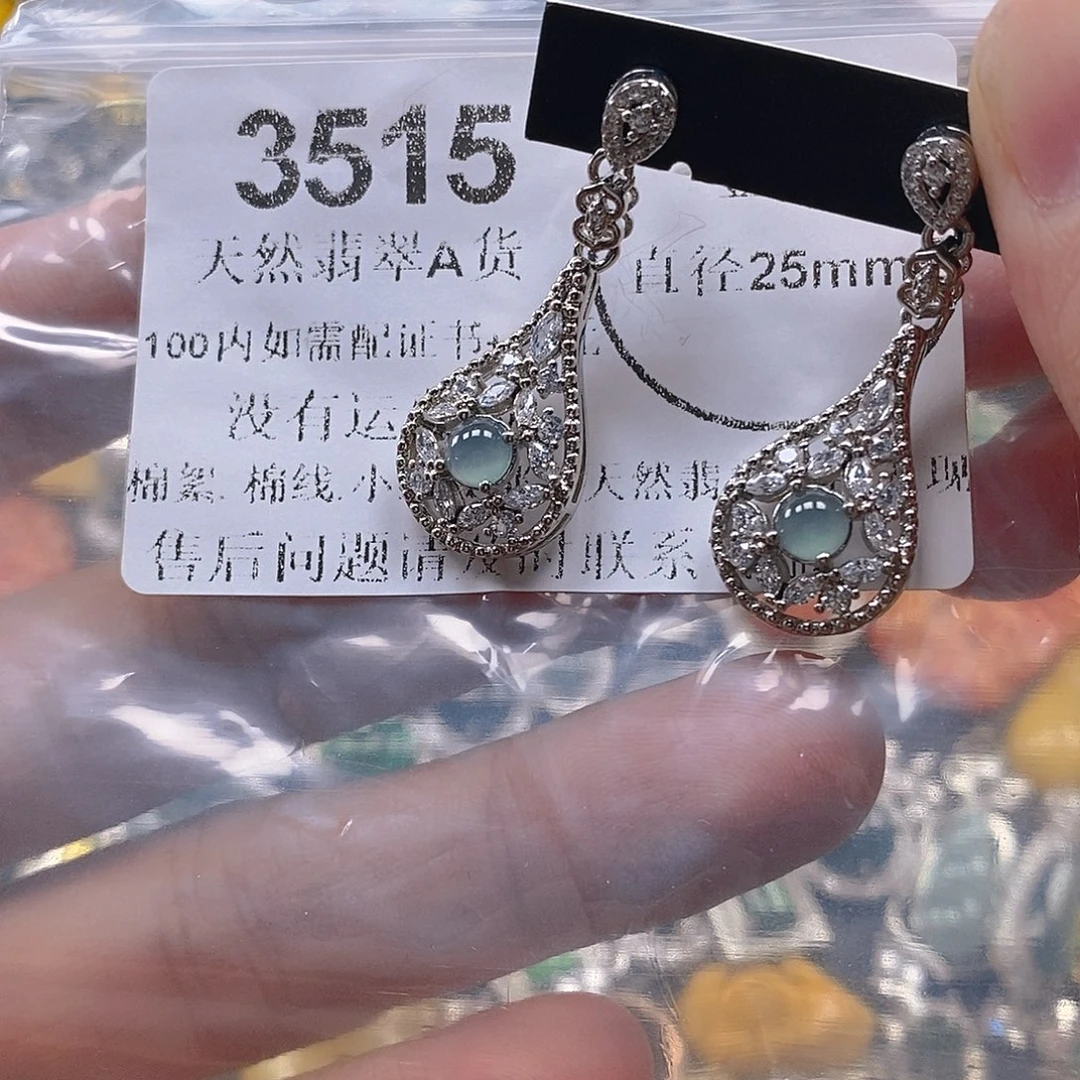 3515
天然翡翠A货
直径25mm
100内如需配证书
没有运
棉絮 棉线 小 天然翡
售后问题请及时联系